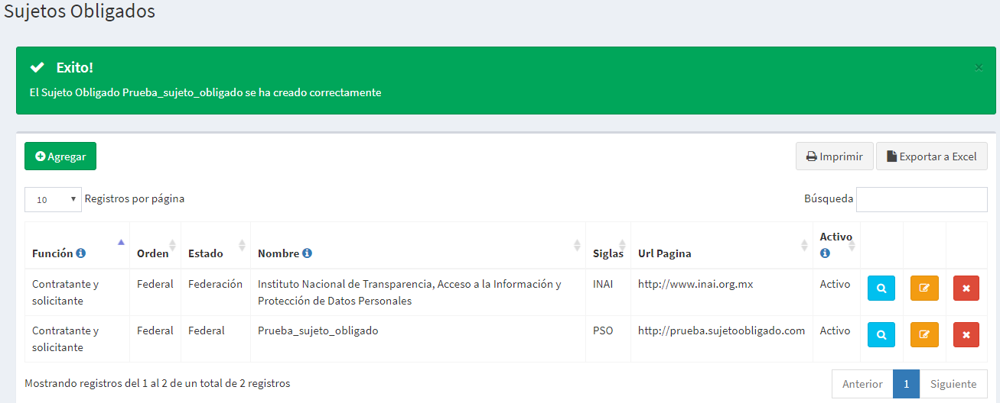 Sujetos Obligados
Exito!
×
El Sujeto Obligado Prueba_sujeto_obligado se ha creado correctamente
Agregar
Imprimir
Exportar a Excel
10 Registros por página
Búsqueda
Función Orden Estado Nombre Siglas Url Pagina Activo
Contratante y Federal Federación Instituto Nacional de Transparencia, Acceso a la Información y INAI http://www.inai.org.mx Activo
solicitante Protección de Datos Personales
Contratante y Federal Federal Prueba_sujeto_obligado PSO http://prueba.sujetoobligado.com Activo
solicitante
Mostrando registros del 1 al 2 de un total de 2 registros
Anterior 1 Siguiente